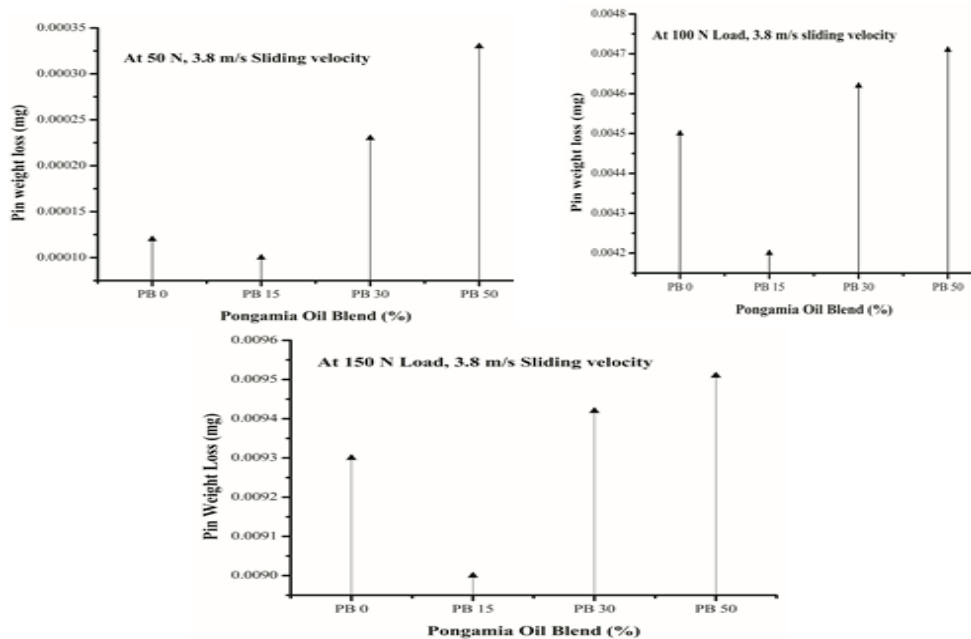 At 50 N, 3.8 m/s Sliding velocity
Pin weight loss (mg)
0.00035
0.00030
0.00025
0.00020
0.00015
0.00010
PB 0 PB 15 PB 30 PB 50
Pongamia Oil Blend (%)
At 100 N Load, 3.8 m/s sliding velocity
Pin weight loss (mg)
0.0048
0.0047
0.0046
0.0045
0.0044
0.0043
0.0042
PB 0 PB 15 PB 30 PB 50
Pongamia Oil Blend (%)
At 150 N Load, 3.8 m/s Sliding velocity
Pin Weight Loss (mg)
0.0096
0.0095
0.0094
0.0093
0.0092
0.0091
0.0090
PB 0 PB 15 PB 30 PB 50
Pongamia Oil Blend (%)